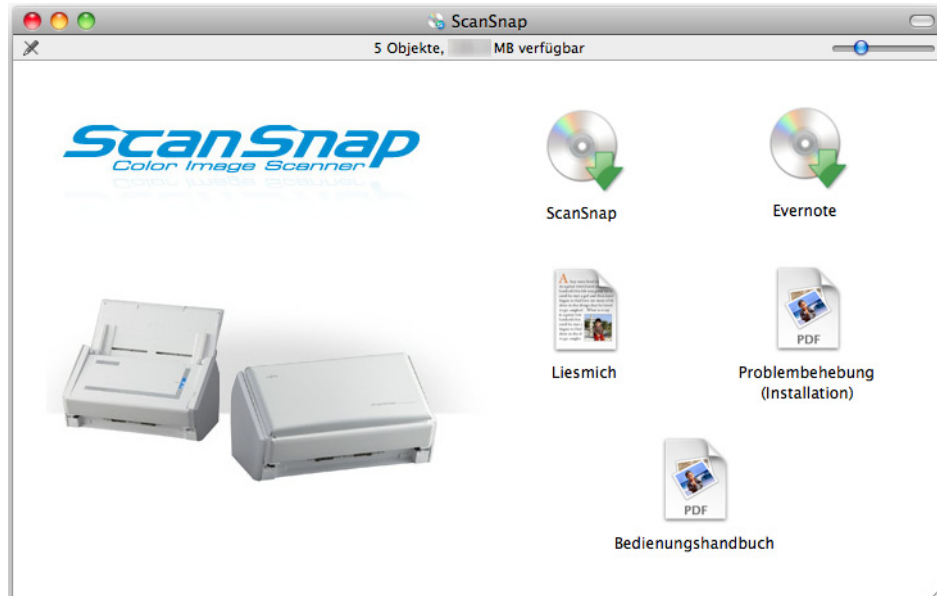 ScanSnap
5 Objekte, MB verfügbar
ScanSnap
Color Image Scanner
ScanSnap
Evernote
Liesmich
PDF
Problembehebung
(Installation)
PDF
Bedienungshandbuch